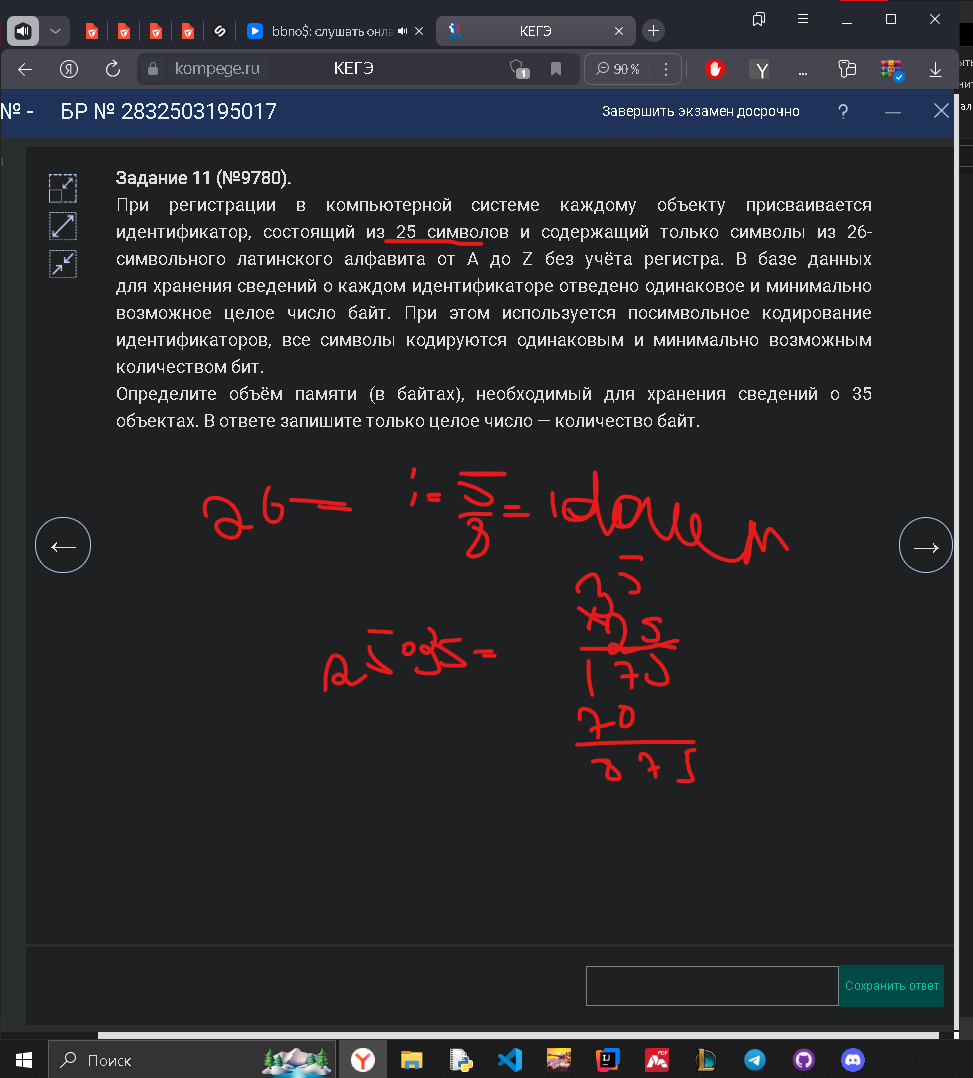 bbno$: слушать онла
КЕГЭ
kompege.ru
КЕГЭ
1
90 %
Y
...
№ -
БР № 2832503195017
Завершить экзамен досрочно
?
Задание 11 (№9780).
При регистрации в компьютерной системе каждому объекту присваивается
идентификатор, состоящий из 25 символов и содержащий только символы из 26-
символьного латинского алфавита от A до Z без учёта регистра. В базе данных
для хранения сведений о каждом идентификаторе отведено одинаковое и минимально
возможное целое число байт. При этом используется посимвольное кодирование
идентификаторов, все символы кодируются одинаковым и минимально возможным
количеством бит.
Определите объём памяти (в байтах), необходимый для хранения сведений о 35
объектах. В ответе запишите только целое число — количество байт.
26 — i = 5/8 = 1
35
25 · 35 =
25
175
70
875
Сохранить ответ
Поиск